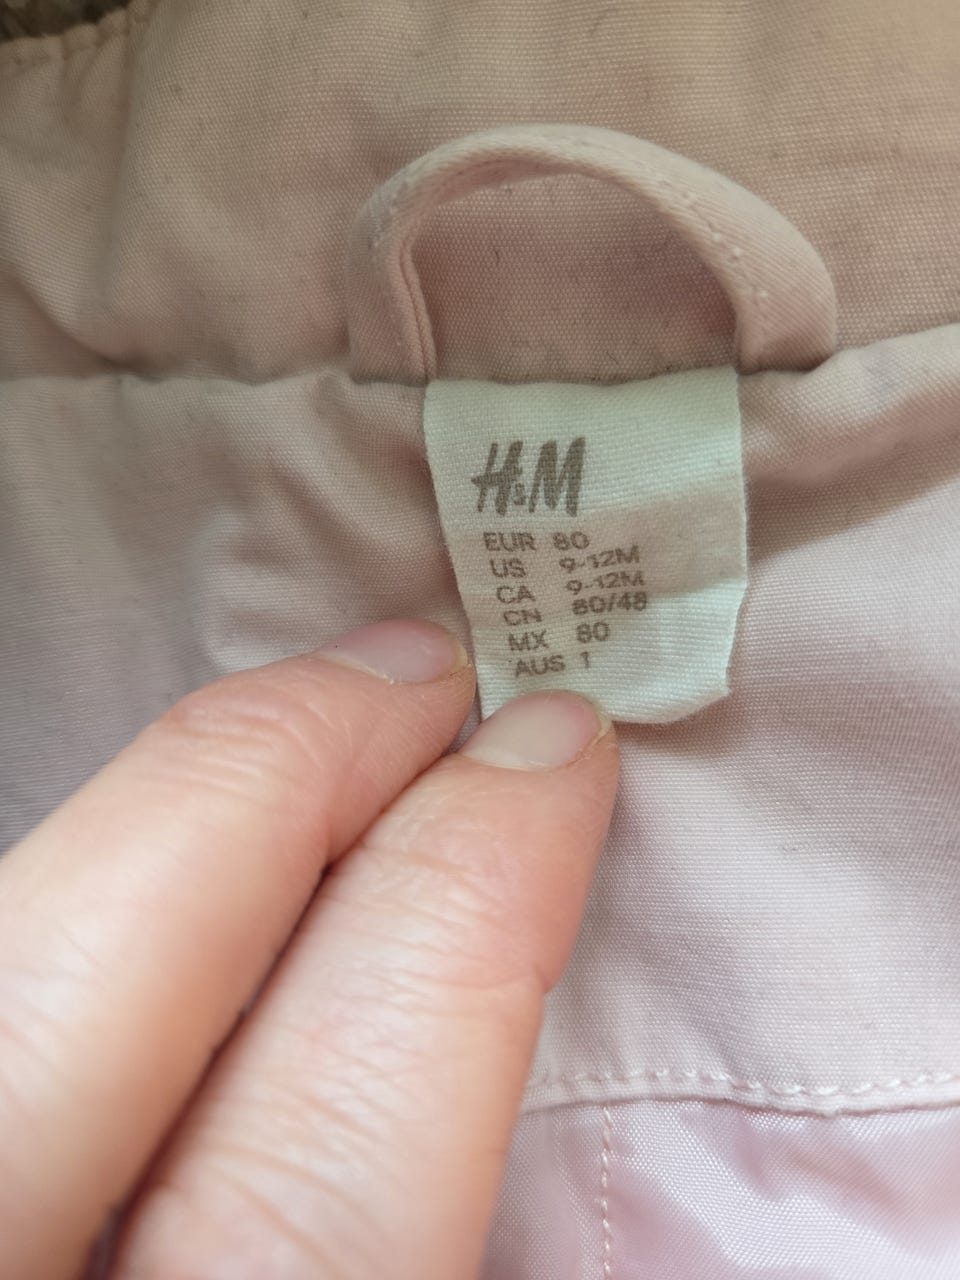 H&M
EUR 80
US 9-12M
CA 9-12M
CN 80/48
MX 80
AUS 1